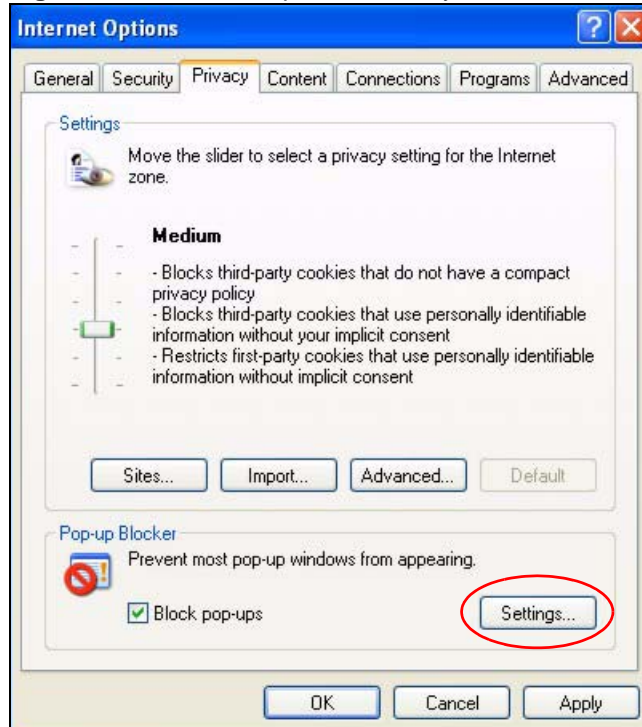 Internet Options
General Security Privacy Content Connections Programs Advanced
Settings
Move the slider to select a privacy setting for the Internet
zone.
Medium
- Blocks third-party cookies that do not have a compact
privacy policy
- Blocks third-party cookies that use personally identifiable
information without your implicit consent
- Restricts first-party cookies that use personally identifiable
information without implicit consent
Sites... Import... Advanced... Default
Pop-up Blocker
Prevent most pop-up windows from appearing.
Block pop-ups Settings...
OK Cancel Apply